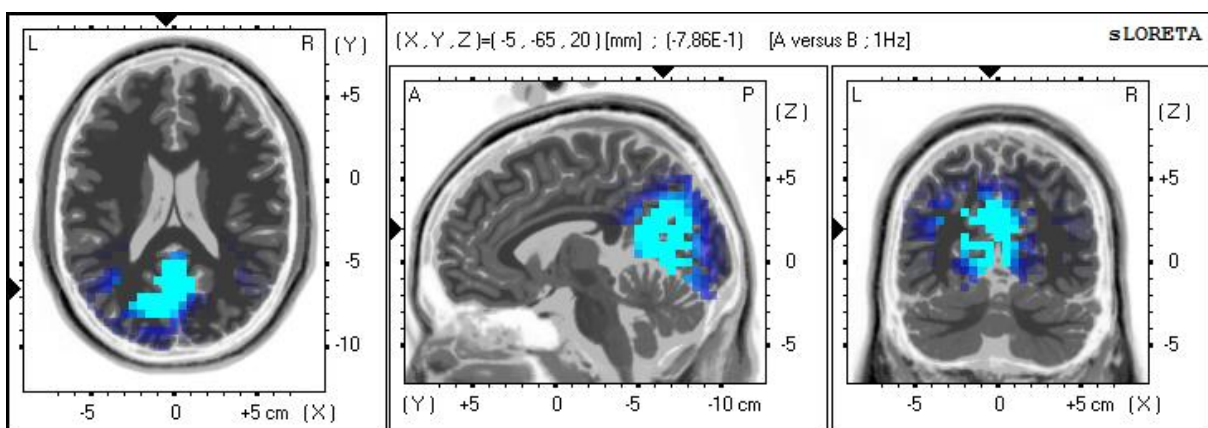 (X,Y,Z)=(-5,-65,20)[mm] ; (-7,86E-1) [A versus B ; 1Hz] sLORETA
L R (Y)
+5
0
-5
-10
-5 0 +5 cm (X)
A P (Z)
+5
0
-5
(Y) +5 0 -5 -10 cm
L R (Z)
+5
0
-5
-5 0 +5 cm (X)